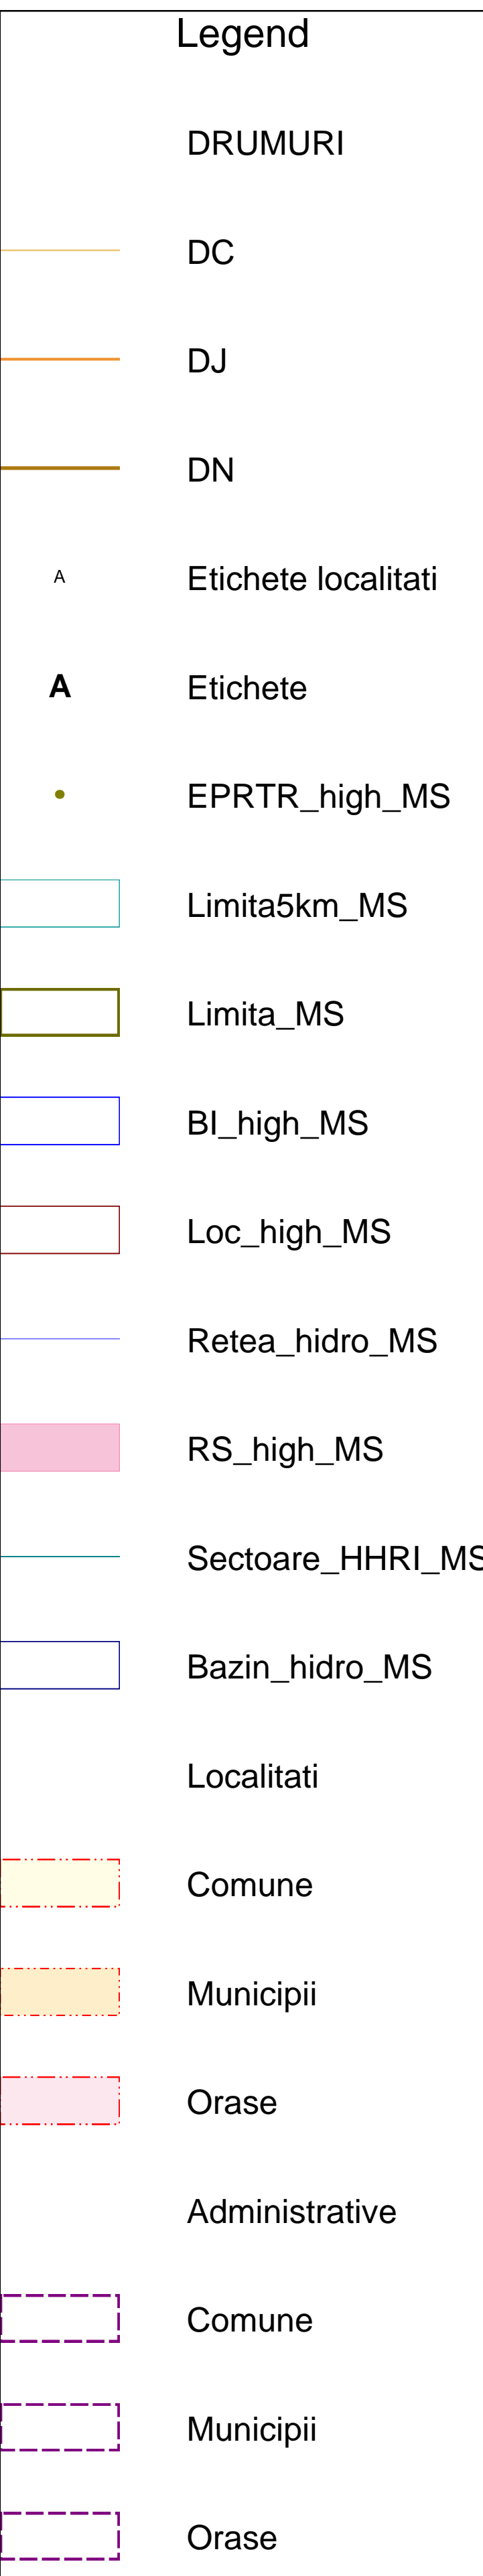 Legend
DRUMURI
DC
DJ
DN
A Etichete localitati
A Etichete
EPRTR_high_MS
Limita5km_MS
Limita_MS
BI_high_MS
Loc_high_MS
Retea_hidro_MS
RS_high_MS
Sectoare_HHRI_MS
Bazin_hidro_MS
Localitati
Comune
Municipii
Orase
Administrative
Comune
Municipii
Orase